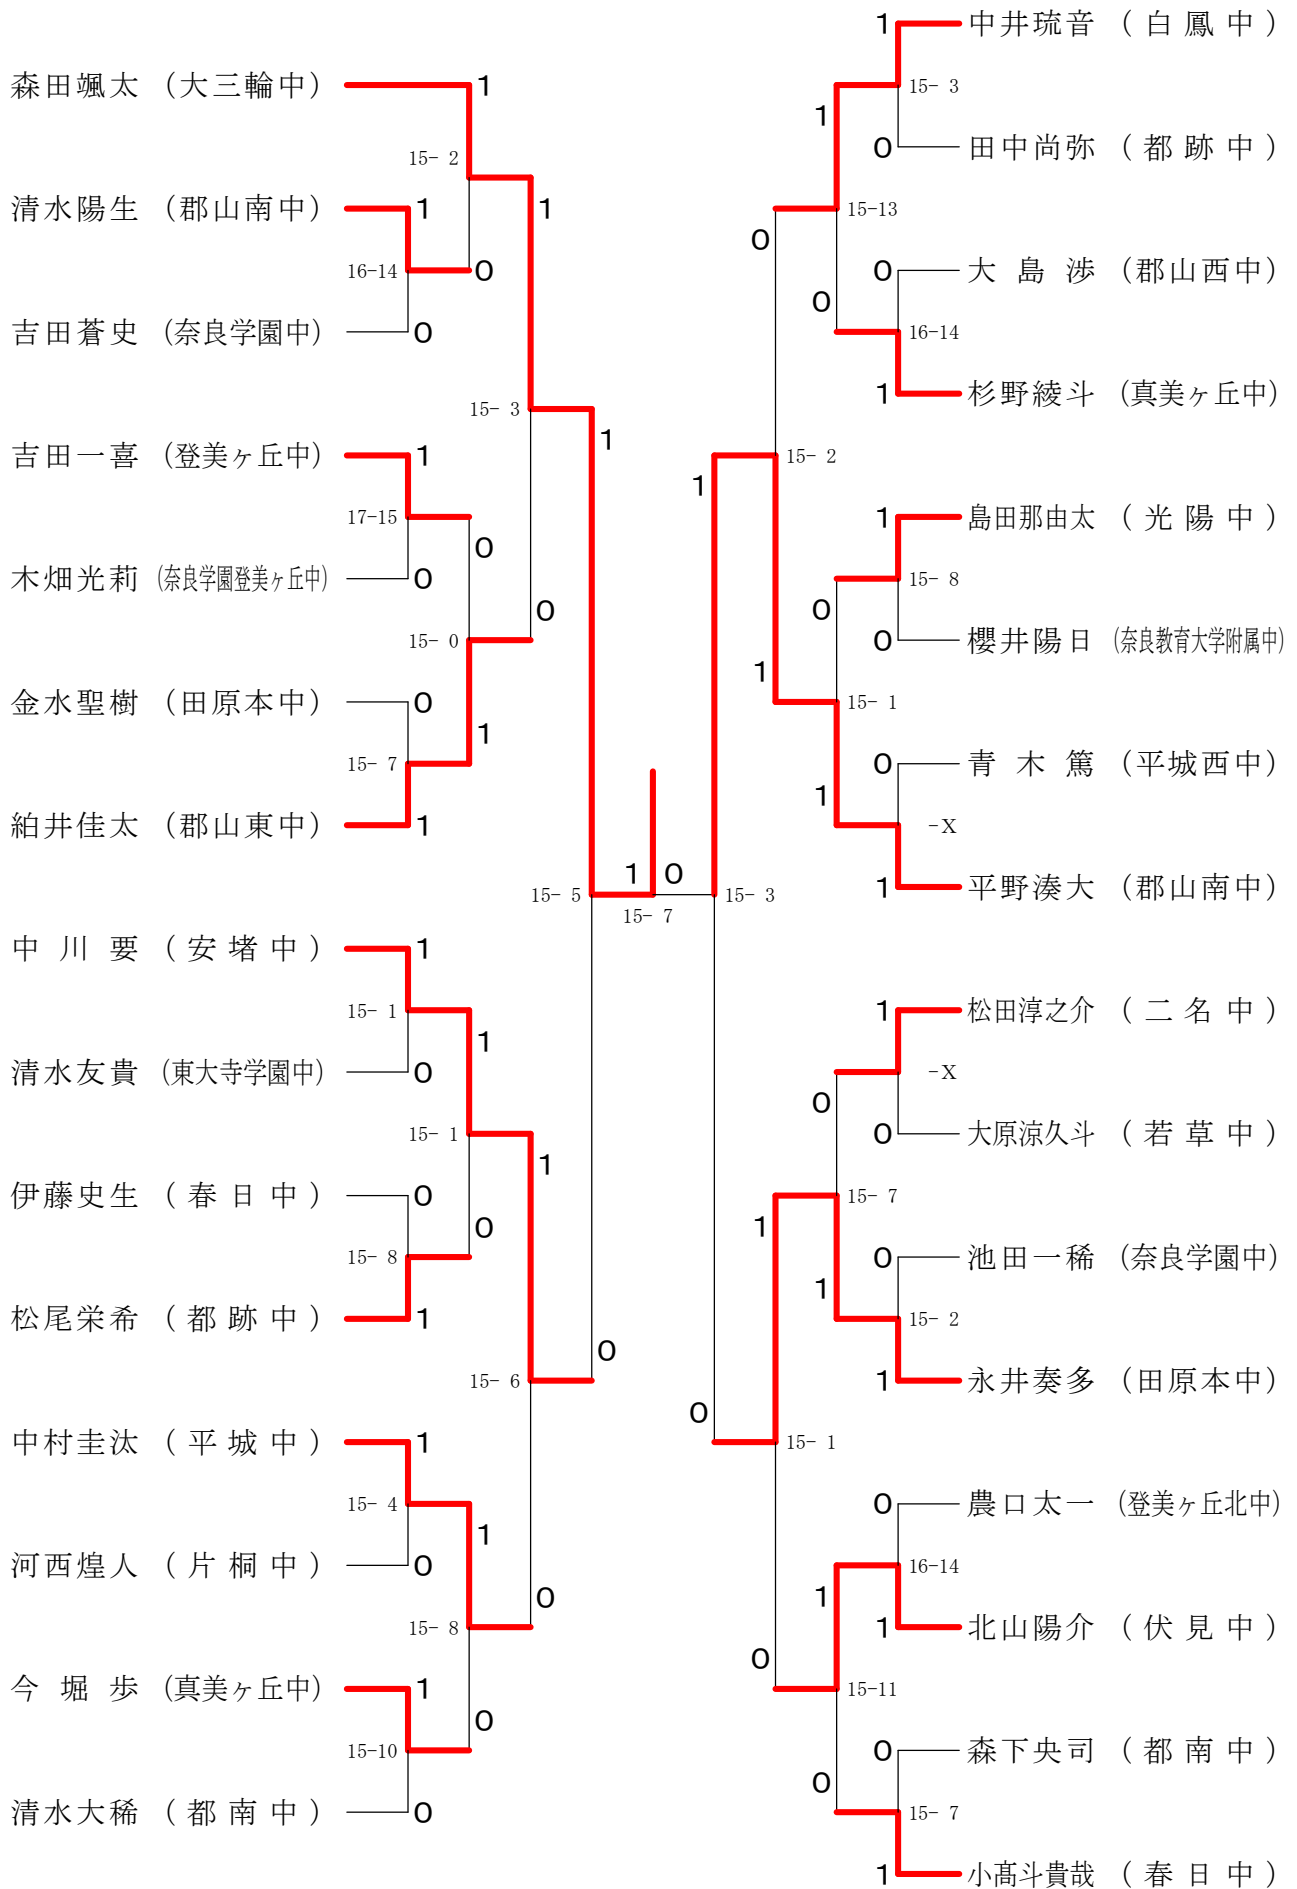 森田颯太 (大三輪中)
1
15- 2
清水陽生 (郡山南中)
1
1
16-14
0
吉田蒼史 (奈良学園中)
0
15- 3
1
吉田一喜 (登美ヶ丘中)
1
17-15
0
木畑光莉 (奈良学園登美ヶ丘中)
0
0
15- 0
金水聖樹 (田原本中)
0
1
15- 7
絈井佳太 (郡山東中)
1
15- 5
1
0
15- 7
中川要 (安堵中)
1
15- 1
1
清水友貴 (東大寺学園中)
0
15- 1
1
伊藤史生 (春日中)
0
0
15- 8
松尾栄希 (都跡中)
1
0
15- 6
中村圭汰 (平城中)
1
15- 4
1
河西煌人 (片桐中)
0
0
15- 8
今堀歩 (真美ヶ丘中)
1
0
15-10
清水大稀 (都南中)
0
1
中井琉音 (白鳳中)
15- 3
1
0
田中尚弥 (都跡中)
15-13
0
0
大島渉 (郡山西中)
0
16-14
1
杉野綾斗 (真美ヶ丘中)
15- 2
1
1
島田那由太 (光陽中)
15- 8
0
0
櫻井陽日 (奈良教育大学附属中)
1
15- 1
0
青木篤 (平城西中)
1
-X
1
平野湊大 (郡山南中)
15- 3
1
松田淳之介 (二名中)
-X
0
0
大原涼久斗 (若草中)
15- 7
1
0
池田一稀 (奈良学園中)
1
15- 2
1
永井奏多 (田原本中)
0
15- 1
0
農口太一 (登美ヶ丘北中)
16-14
1
1
北山陽介 (伏見中)
0
15-11
0
森下央司 (都南中)
0
15- 7
1
小髙斗貴哉 (春日中)